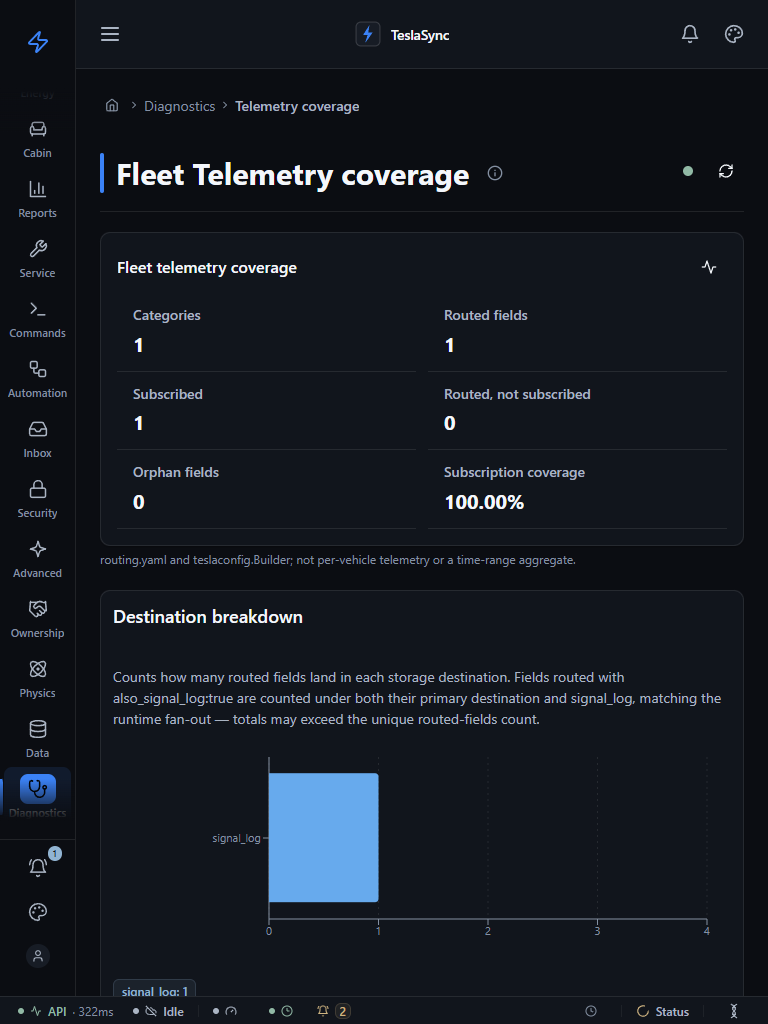 TeslaSync
Energy
Cabin
Reports
Service
Commands
Automation
Inbox
Security
Advanced
Ownership
Physics
Data
Diagnostics
1
Diagnostics
Telemetry coverage
Fleet Telemetry coverage
Fleet telemetry coverage
Categories
1
Routed fields
1
Subscribed
1
Routed, not subscribed
0
Orphan fields
0
Subscription coverage
100.00%
routing.yaml and teslaconfig.Builder; not per-vehicle telemetry or a time-range aggregate.
Destination breakdown
Counts how many routed fields land in each storage destination. Fields routed with
also_signal_log:true are counted under both their primary destination and signal_log, matching the
runtime fan-out — totals may exceed the unique routed-fields count.
signal_log
0 1 2 3 4
signal_log: 1
API · 322ms
Idle
2
Status